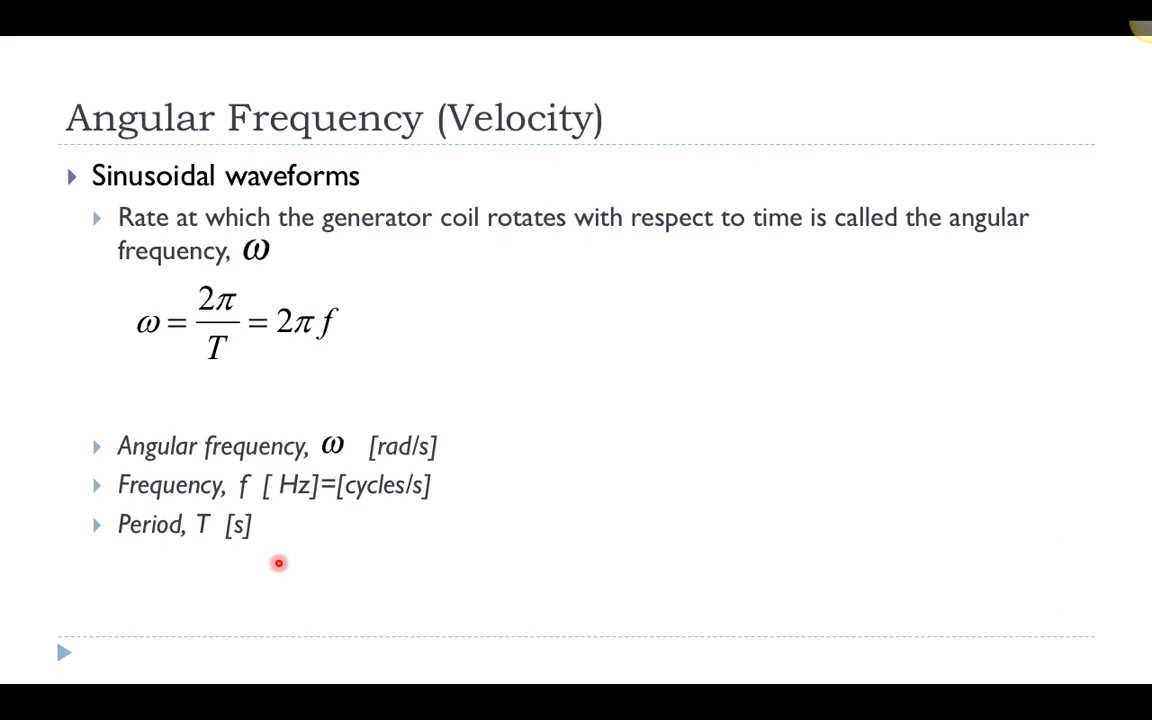 Angular Frequency (Velocity)
Sinusoidal waveforms
Rate at which the generator coil rotates with respect to time is called the angular
frequency, ω
ω = 2π/T = 2π f
Angular frequency, ω [rad/s]
Frequency, f [ Hz]=[cycles/s]
Period, T [s]